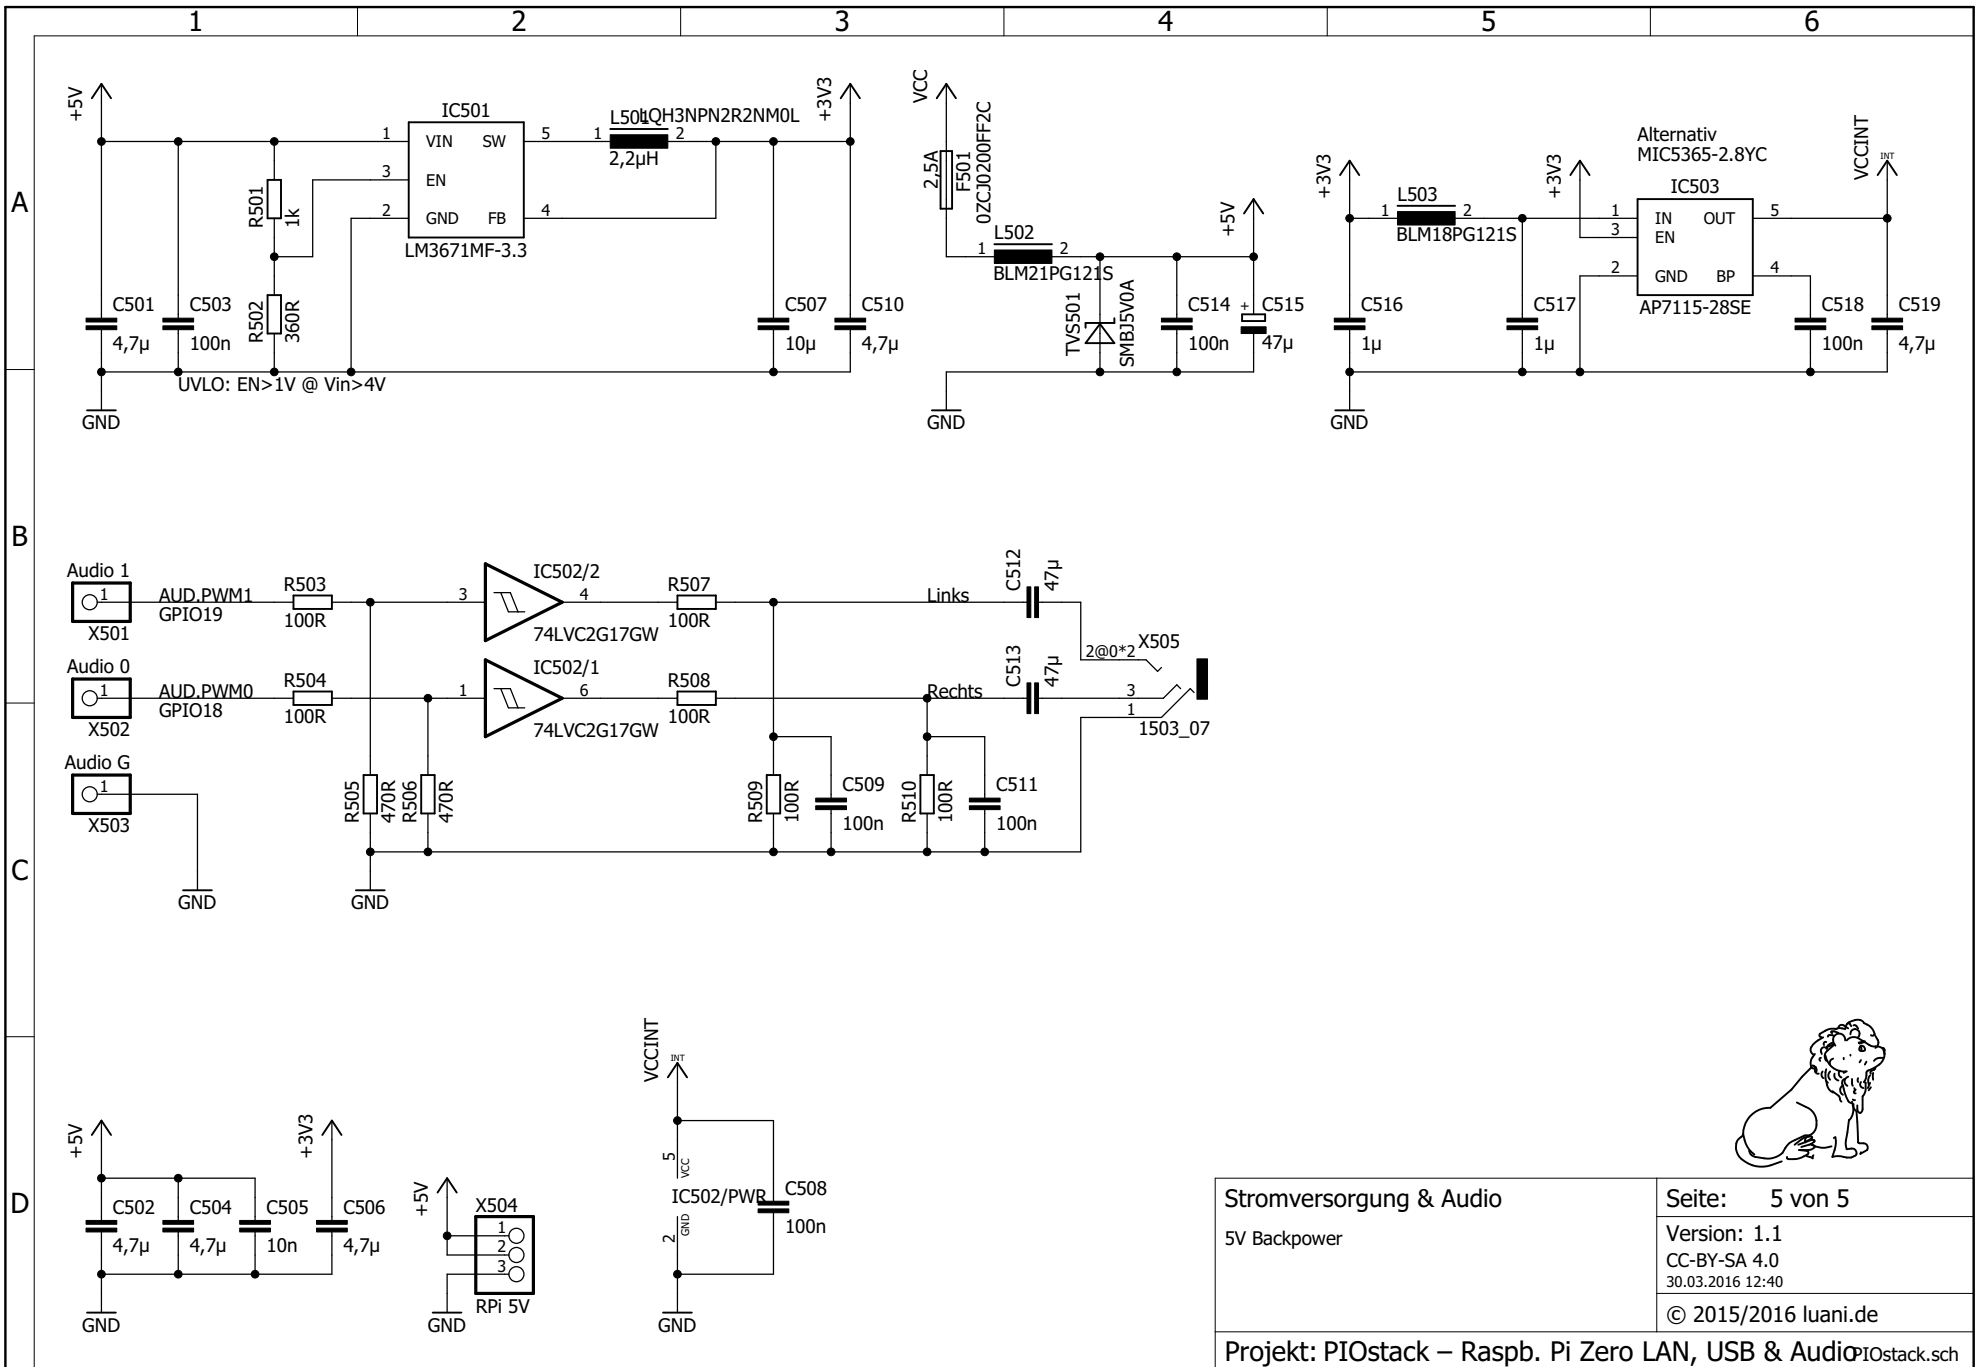 1 2 3 4 5 6
A
B
C
D
+5V
IC501
1 VIN SW 5
3 EN
2 GND FB 4
LM3671MF-3.3
L501 LQH3NPN2R2NM0L
1 2
2,2µH
+3V3
R501
1k
R502
360R
C501
4,7µ
C503
100n
C507
10µ
C510
4,7µ
UVLO: EN>1V @ Vin>4V
GND
VCC
2,5A
F501
0ZCJ0200FF2C
L502
1 2
BLM21PG121S
+5V
TVS501
SMBJ5V0A
C514
100n
+ C515
47µ
GND
+3V3
L503
1 2
BLM18PG121S
+3V3
Alternativ
MIC5365-2.8YC
IC503
1 IN OUT 5
3 EN
2 GND BP 4
AP7115-28SE
VCCINT
INT
C516
1µ
C517
1µ
C518
100n
C519
4,7µ
GND
Audio 1
1
X501
AUD.PWM1
GPIO19
R503
100R
IC502/2
3 4
74LVC2G17GW
R507
100R
Links
C512
47µ
Audio 0
1
X502
AUD.PWM0
GPIO18
R504
100R
IC502/1
1 6
74LVC2G17GW
R508
100R
Rechts
C513
47µ
2@0*2 X505
3
1
1503_07
Audio G
1
X503
GND
R505
470R
R506
470R
R509
100R
C509
100n
R510
100R
C511
100n
GND
+5V
+3V3
C502
4,7µ
C504
4,7µ
C505
10n
C506
4,7µ
GND
+5V
X504
1
2
3
RPi 5V
GND
VCCINT
INT
5 VCC
IC502/PWR
2 GND
C508
100n
GND
Stromversorgung & Audio
5V Backpower
Seite: 5 von 5
Version: 1.1
CC-BY-SA 4.0
30.03.2016 12:40
© 2015/2016 luani.de
Projekt: PIOstack – Raspb. Pi Zero LAN, USB & Audio PIOstack.sch